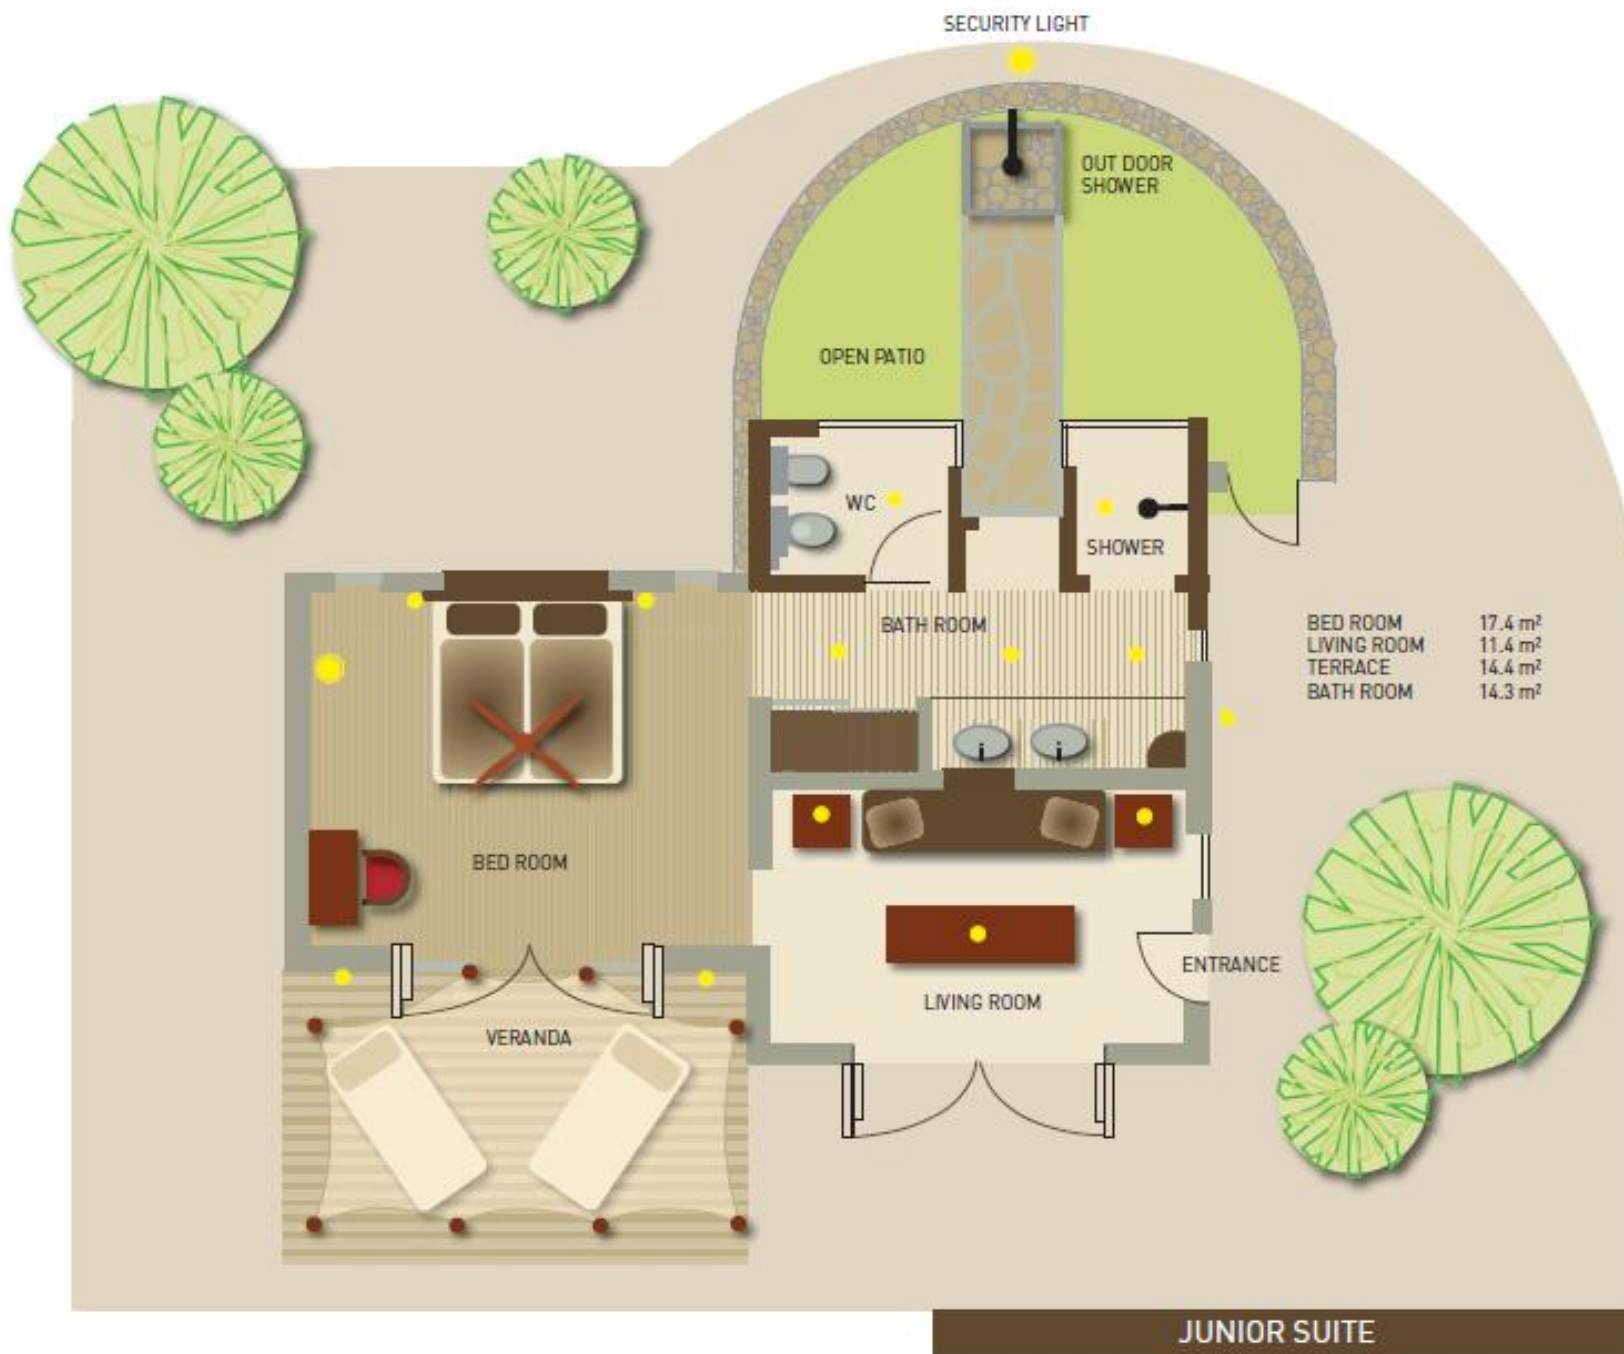 SECURITY LIGHT
OUT DOOR
SHOWER
OPEN PATIO
WC
SHOWER
BATH ROOM
BED ROOM 17.4 m²
LIVING ROOM 11.4 m²
TERRACE 14.4 m²
BATH ROOM 14.3 m²
BED ROOM
ENTRANCE
LIVING ROOM
VERANDA
JUNIOR SUITE